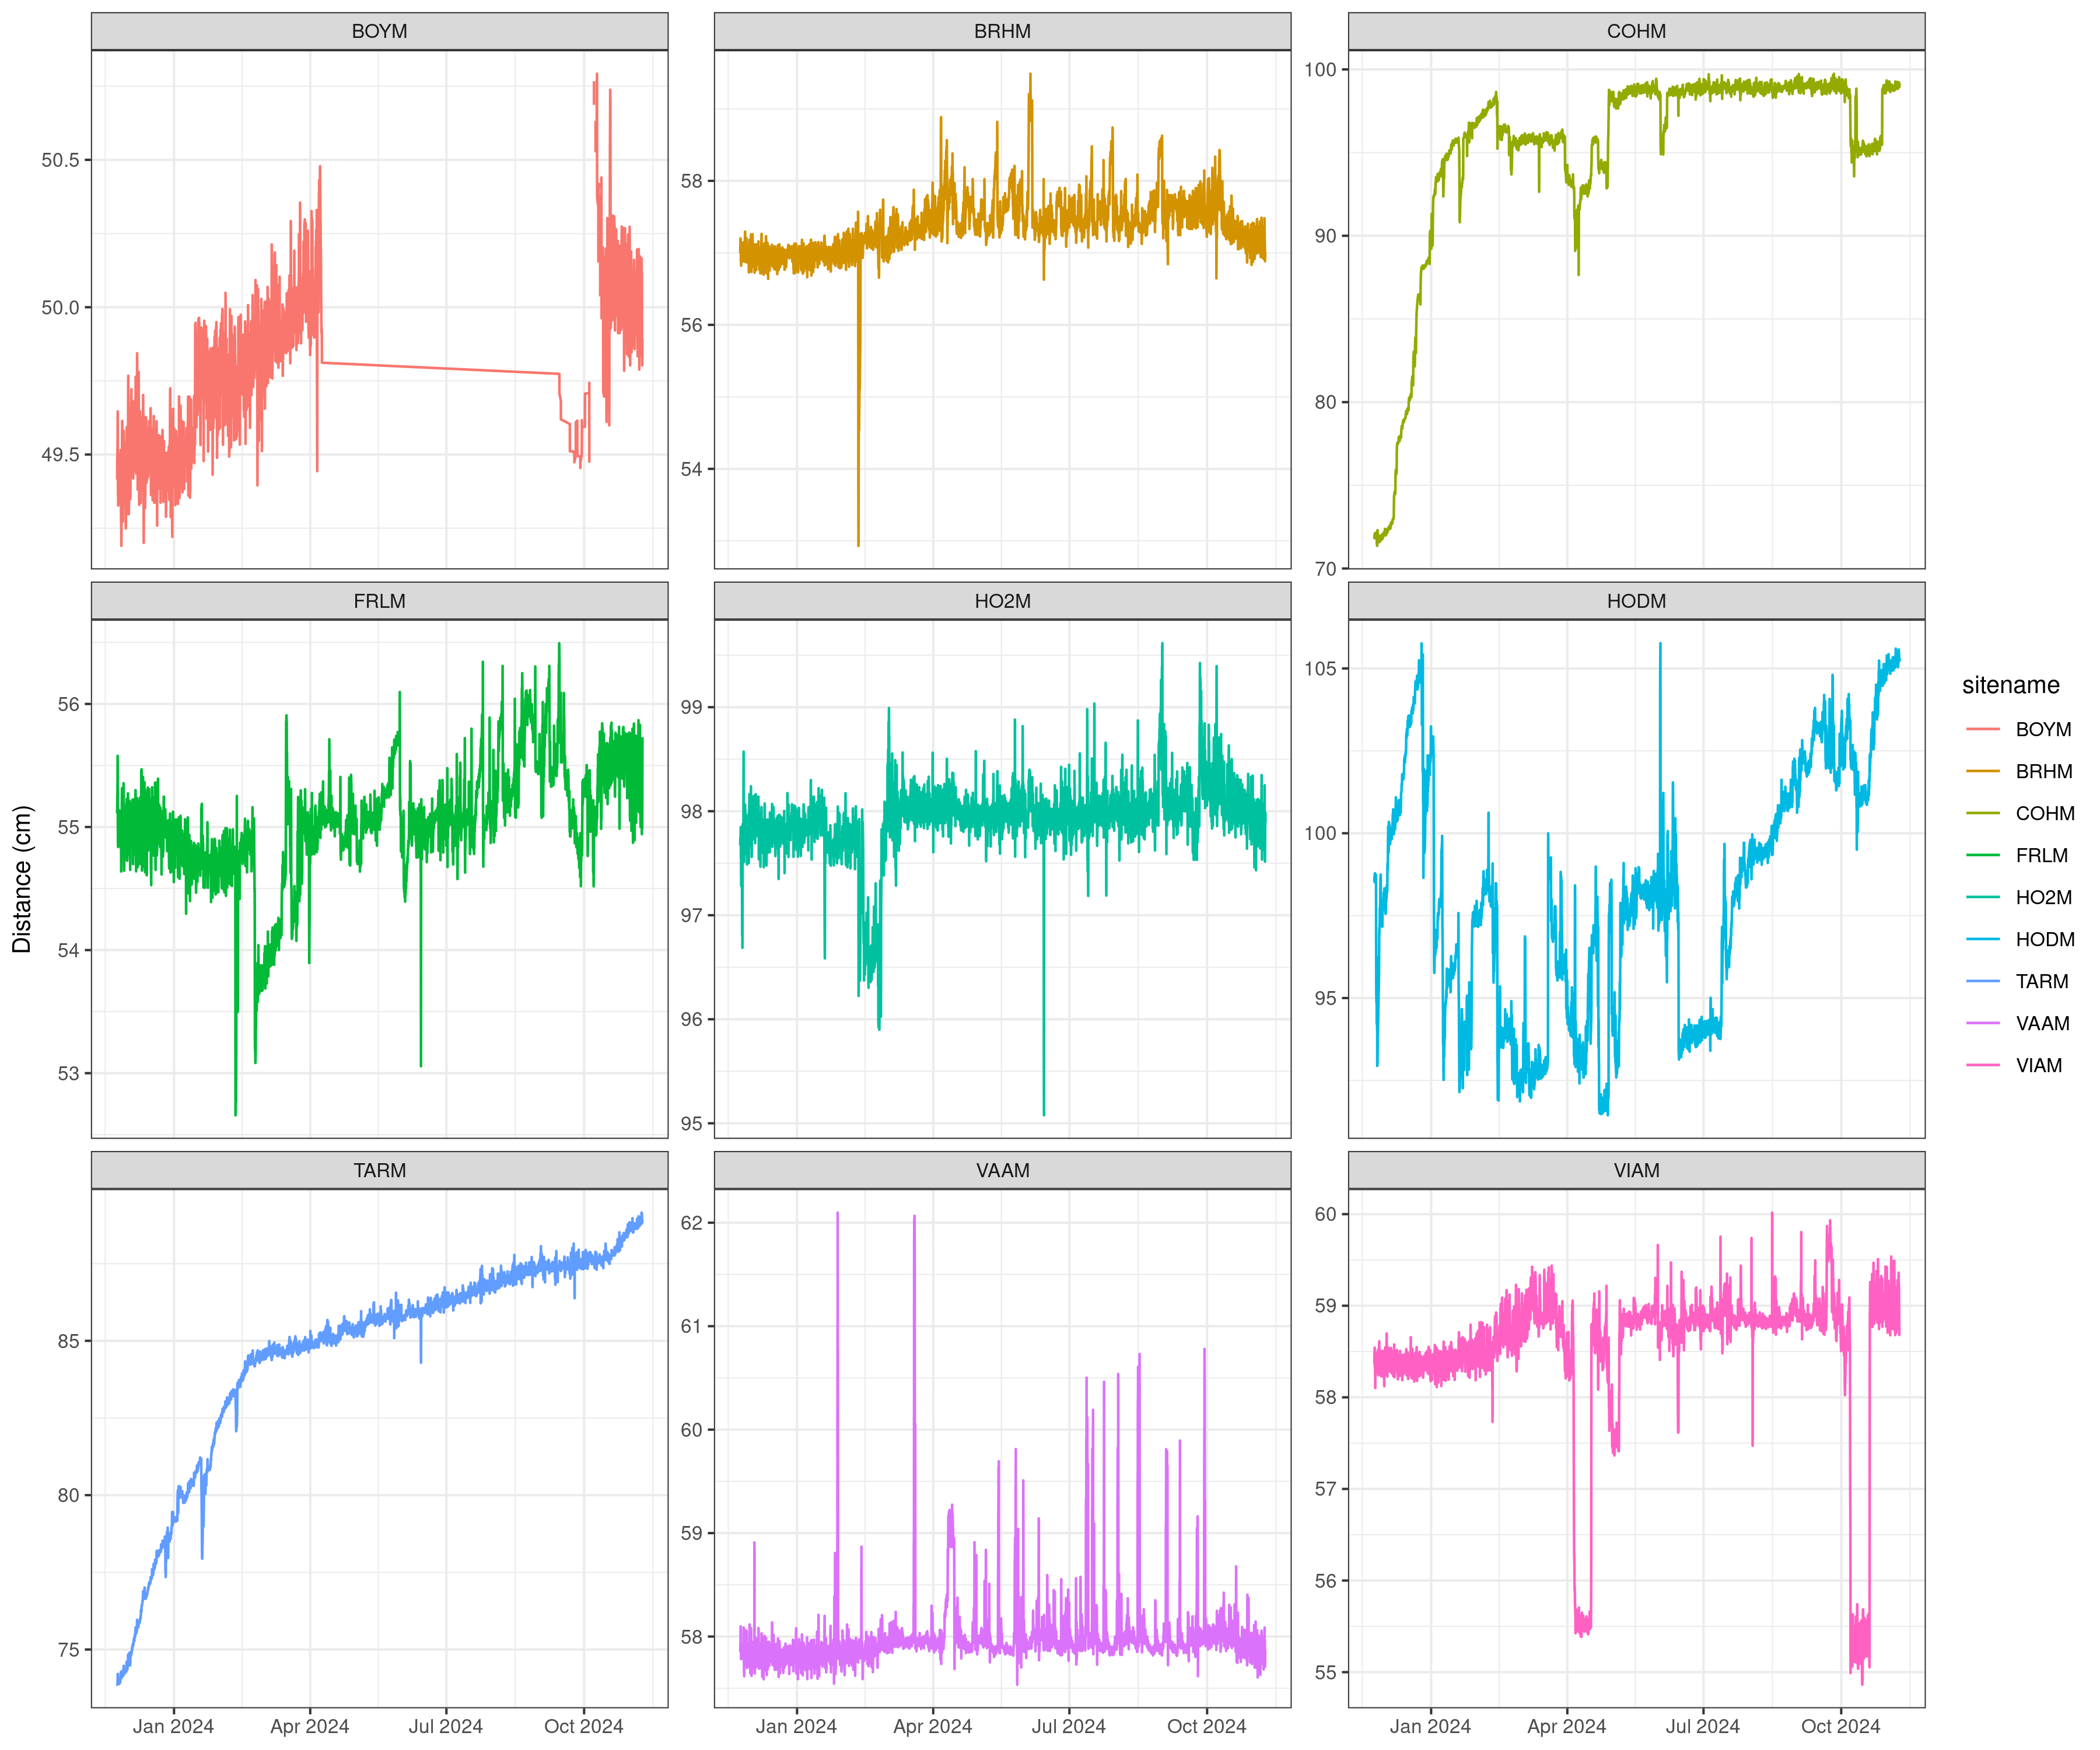 BOYM BRHM COHM
50.5
50.0
49.5
58
56
54
100
90
80
70
FRLM HO2M HODM
56
55
54
53
99
98
97
96
95
105
100
95
Distance (cm)
TARM VAAM VIAM
85
80
75
62
61
60
59
58
60
59
58
57
56
55
Jan 2024 Apr 2024 Jul 2024 Oct 2024 Jan 2024 Apr 2024 Jul 2024 Oct 2024 Jan 2024 Apr 2024 Jul 2024 Oct 2024
sitename
BOYM
BRHM
COHM
FRLM
HO2M
HODM
TARM
VAAM
VIAM